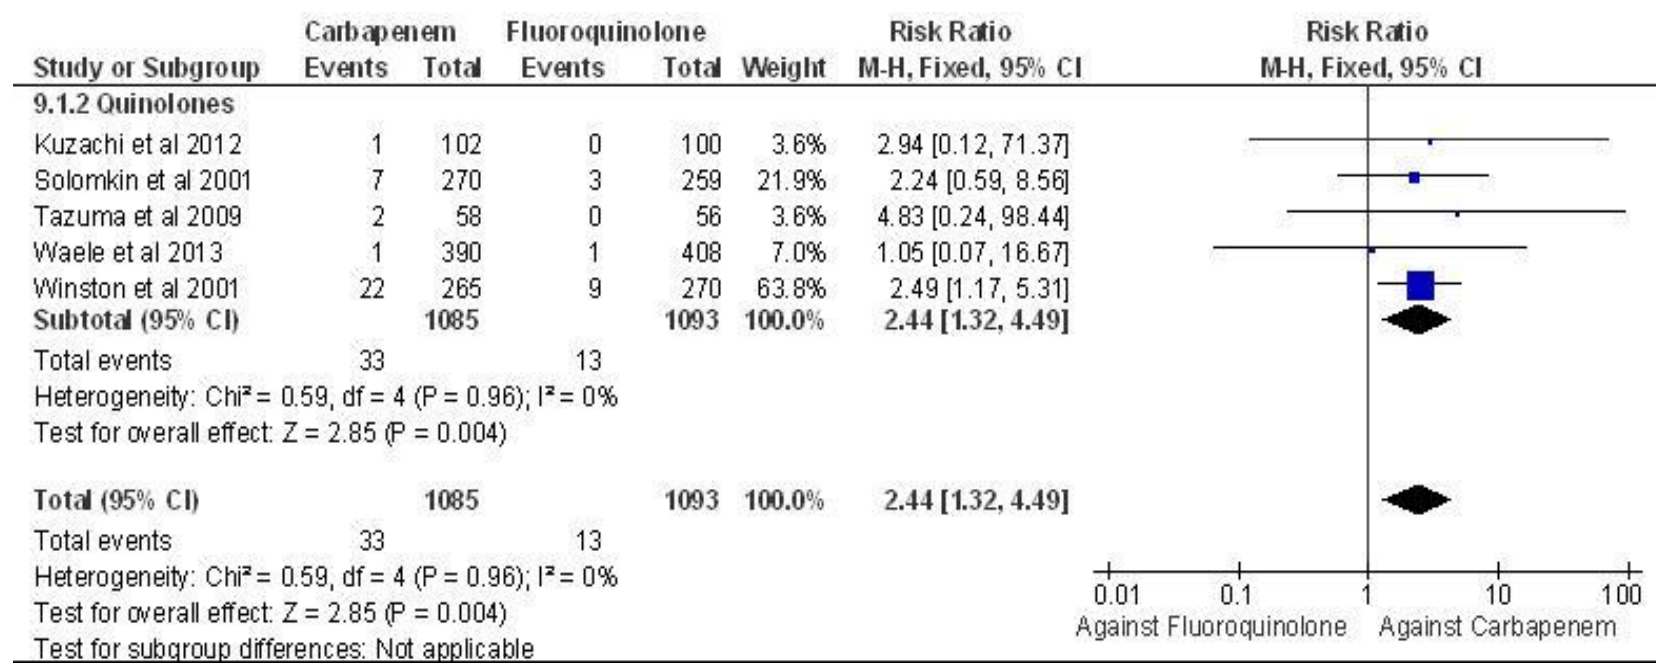 Carbapenem Fluoroquinolone Risk Ratio Risk Ratio
Study or Subgroup Events Total Events Total Weight M-H, Fixed, 95% CI M-H, Fixed, 95% CI
9.1.2 Quinolones
Kuzachi et al 2012 1 102 0 100 3.6% 2.94 [0.12, 71.37]
Solomkin et al 2001 7 270 3 259 21.9% 2.24 [0.59, 8.56]
Tazuma et al 2009 2 58 0 56 3.6% 4.83 [0.24, 98.44]
Waele et al 2013 1 390 1 408 7.0% 1.05 [0.07, 16.67]
Winston et al 2001 22 265 9 270 63.8% 2.49 [1.17, 5.31]
Subtotal (95% CI) 1085 1093 100.0% 2.44 [1.32, 4.49]
Total events 33 13
Heterogeneity: Chi² = 0.59, df = 4 (P = 0.96); I² = 0%
Test for overall effect: Z = 2.85 (P = 0.004)
Total (95% CI) 1085 1093 100.0% 2.44 [1.32, 4.49]
Total events 33 13
Heterogeneity: Chi² = 0.59, df = 4 (P = 0.96); I² = 0%
Test for overall effect: Z = 2.85 (P = 0.004)
Test for subgroup differences: Not applicable
0.01 0.1 1 10 100
Against Fluoroquinolone Against Carbapenem